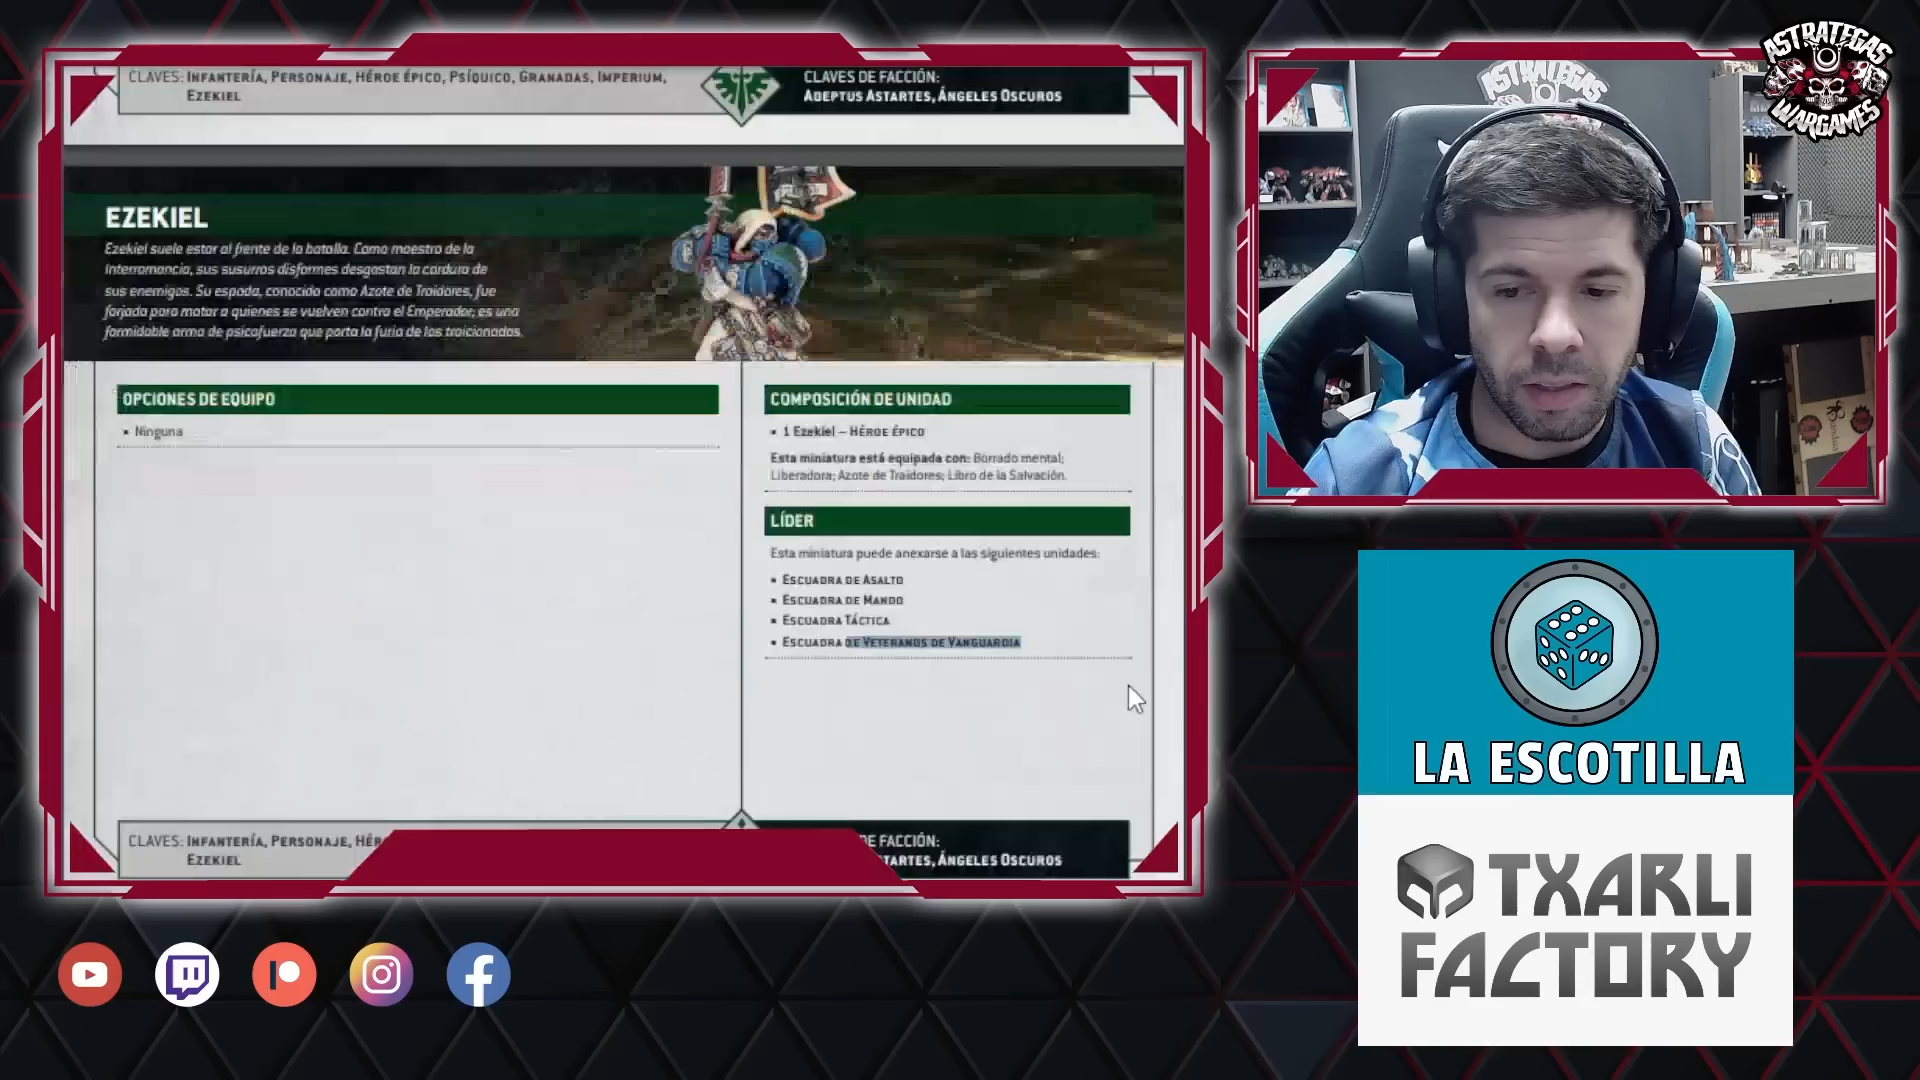 CLAVES: INFANTERÍA, PERSONAJE, HÉROE ÉPICO, PSÍQUICO, GRANADAS, IMPERIUM,
EZEKIEL
CLAVES DE FACCIÓN:
ADEPTUS ASTARTES, ÁNGELES OSCUROS
EZEKIEL
Ezekiel suele estar al frente de la batalla. Como maestro de la
Interromancia, sus susurros disformes desgastan la cordura de
sus enemigos. Su espada, conocida como Azote de Traidores, fue
forjada para matar a quienes se vuelven contra el Emperador; es una
formidable arma de psicofuerza que porta la furia de los traicionados.
OPCIONES DE EQUIPO
▪ Ninguna
COMPOSICIÓN DE UNIDAD
▪ 1 Ezekiel – HÉROE ÉPICO
Esta miniatura está equipada con: Borrado mental;
Liberadora; Azote de Traidores; Libro de la Salvación.
LÍDER
Esta miniatura puede anexarse a las siguientes unidades:
▪ ESCUADRA DE ASALTO
▪ ESCUADRA DE MANDO
▪ ESCUADRA TÁCTICA
▪ ESCUADRA DE VETERANOS DE VANGUARDIA
CLAVES: INFANTERÍA, PERSONAJE, HÉR
EZEKIEL
DE FACCIÓN:
TARTES, ÁNGELES OSCUROS
ASTRATEGAS
WARGAMES
ASTRATEGAS
LA ESCOTILLA
TXARLI
FACTORY